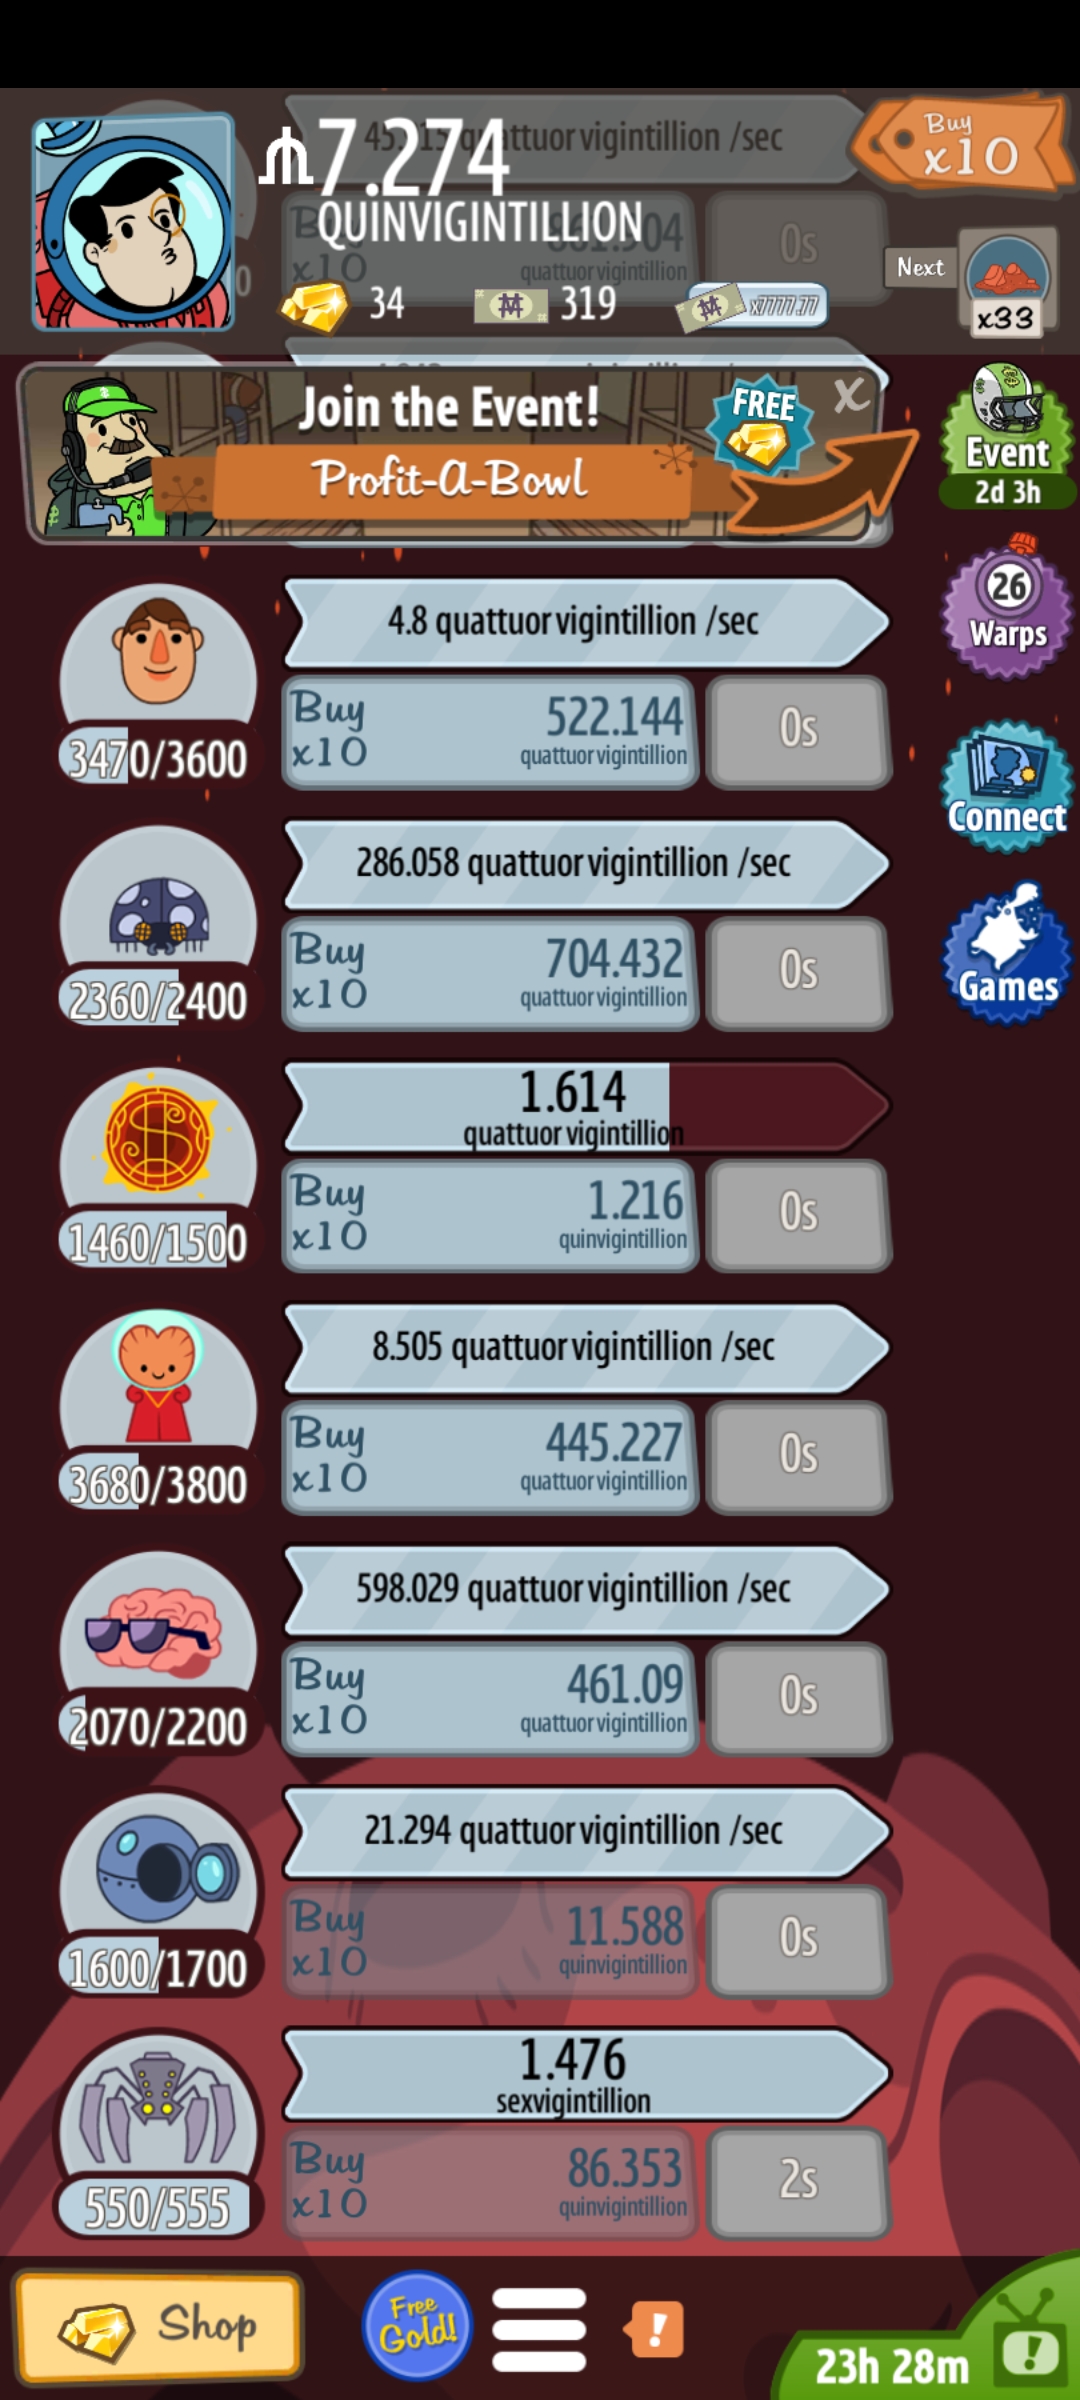 45.315 quattuorvigintillion /sec
₼7.274
QUINVIGINTILLION
Buy
x10
Buy
x10
861.304
quattuorvigintillion
0s
34
319
x7777.77
Next
x33
Join the Event!
Profit-A-Bowl
FREE
X
Event
2d 3h
26
Warps
Connect
Games
4.8 quattuorvigintillion /sec
3470/3600
Buy
x10
522.144
quattuorvigintillion
0s
286.058 quattuorvigintillion /sec
2360/2400
Buy
x10
704.432
quattuorvigintillion
0s
1.614
quattuorvigintillion
1460/1500
Buy
x10
1.216
quinvigintillion
0s
8.505 quattuorvigintillion /sec
3680/3800
Buy
x10
445.227
quattuorvigintillion
0s
598.029 quattuorvigintillion /sec
2070/2200
Buy
x10
461.09
quattuorvigintillion
0s
21.294 quattuorvigintillion /sec
1600/1700
Buy
x10
11.588
quinvigintillion
0s
1.476
sexvigintillion
550/555
Buy
x10
86.353
quinvigintillion
2s
Shop
Free
Gold!
!
23h 28m
!